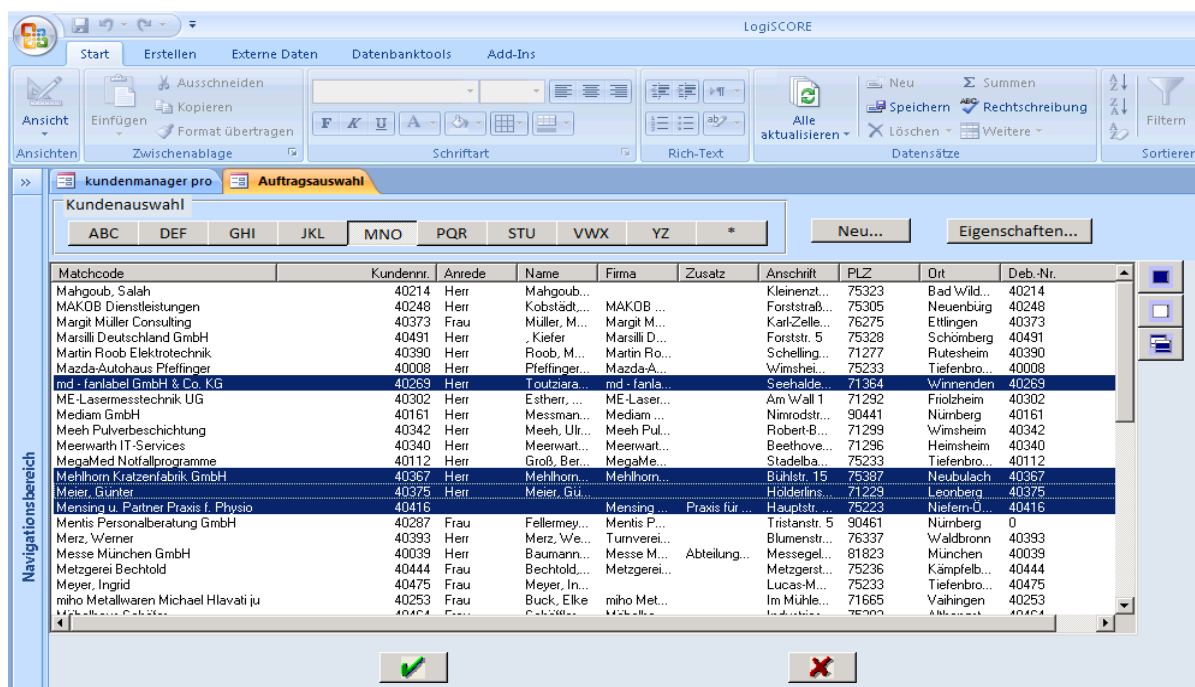 LogiSCORE
Start Erstellen Externe Daten Datenbanktools Add-Ins
Ansicht
Einfügen
Ausschneiden
Kopieren
Format übertragen
F K U A
ab
Alle aktualisieren
Neu
Speichern
Löschen
Summen
Rechtschreibung
Weitere
Filtern
Ansichten Zwischenablage Schriftart Rich-Text Datensätze Sortieren
kundenmanager pro Auftragsauswahl
Kundenauswahl
ABC DEF GHI JKL MNO PQR STU VWX YZ * Neu... Eigenschaften...
Matchcode Kundennr. Anrede Name Firma Zusatz Anschrift PLZ Ort Deb.-Nr.
Mahgoub, Salah 40214 Herr Mahgoub... Kleinenzt... 75323 Bad Wild... 40214
MAKOB Dienstleistungen 40248 Herr Kobstädt,... MAKOB ... Forststraß... 75305 Neuenbürg 40248
Margit Müller Consulting 40373 Frau Müller, M... Margit M... Karl-Zelle... 76275 Ettlingen 40373
Marsilli Deutschland GmbH 40491 Herr , Kiefer Marsilli D... Forststr. 5 75328 Schömberg 40491
Martin Roob Elektrotechnik 40390 Herr Roob, M... Martin Ro... Schelling... 71277 Rutesheim 40390
Mazda-Autohaus Pfeffinger 40008 Herr Pfeffinger... Mazda-A... Wimshei... 75233 Tiefenbro... 40008
md - fanlabel GmbH & Co. KG 40269 Herr Toutziara... md - fanla... Seehalde... 71364 Winnenden 40269
ME-Lasermesstechnik UG 40302 Herr Estherr, ... ME-Laser... Am Wall 1 71292 Friolzheim 40302
Mediam GmbH 40161 Herr Messman... Mediam ... Nimrodstr... 90441 Nürnberg 40161
Meeh Pulverbeschichtung 40342 Herr Meeh, Ulr... Meeh Pul... Robert-B... 71299 Wimsheim 40342
Meerwarth IT-Services 40340 Herr Meerwart... Meerwart... Beethove... 71296 Heimsheim 40340
MegaMed Notfallprogramme 40112 Herr Groß, Ber... MegaMe... Stadelba... 75233 Tiefenbro... 40112
Mehlhorn Kratzenfabrik GmbH 40367 Herr Mehlhorn... Mehlhorn... Bühlstr. 15 75387 Neubulach 40367
Meier, Günter 40375 Herr Meier, Gü... Hölderlins... 71229 Leonberg 40375
Mensing u. Partner Praxis f. Physio 40416 Mensing ... Praxis für ... Hauptstr. ... 75223 Niefern-Ö... 40416
Mentis Personalberatung GmbH 40287 Frau Fellermey... Mentis P... Tristanstr. 5 90461 Nürnberg 0
Merz, Werner 40393 Herr Merz, We... Turnverei... Blumenstr... 76337 Waldbronn 40393
Messe München GmbH 40039 Herr Baumann... Messe M... Abteilung... Messegel... 81823 München 40039
Metzgerei Bechtold 40444 Frau Bechtold,... Metzgerei... Metzgerst... 75236 Kämpfelb... 40444
Meyer, Ingrid 40475 Frau Meyer, In... Lucas-M... 75233 Tiefenbro... 40475
miho Metallwaren Michael Hlavati ju 40253 Frau Buck, Elke miho Met... Im Mühle... 71665 Vaihingen 40253
Navigationsbereich